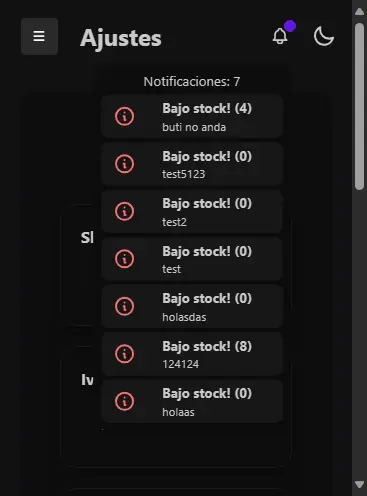 Ajustes
Notificaciones: 7
Bajo stock! (4)
buti no anda
Bajo stock! (0)
test5123
Bajo stock! (0)
test2
Bajo stock! (0)
test
Bajo stock! (0)
holasdas
Bajo stock! (8)
124124
Bajo stock! (0)
holaas